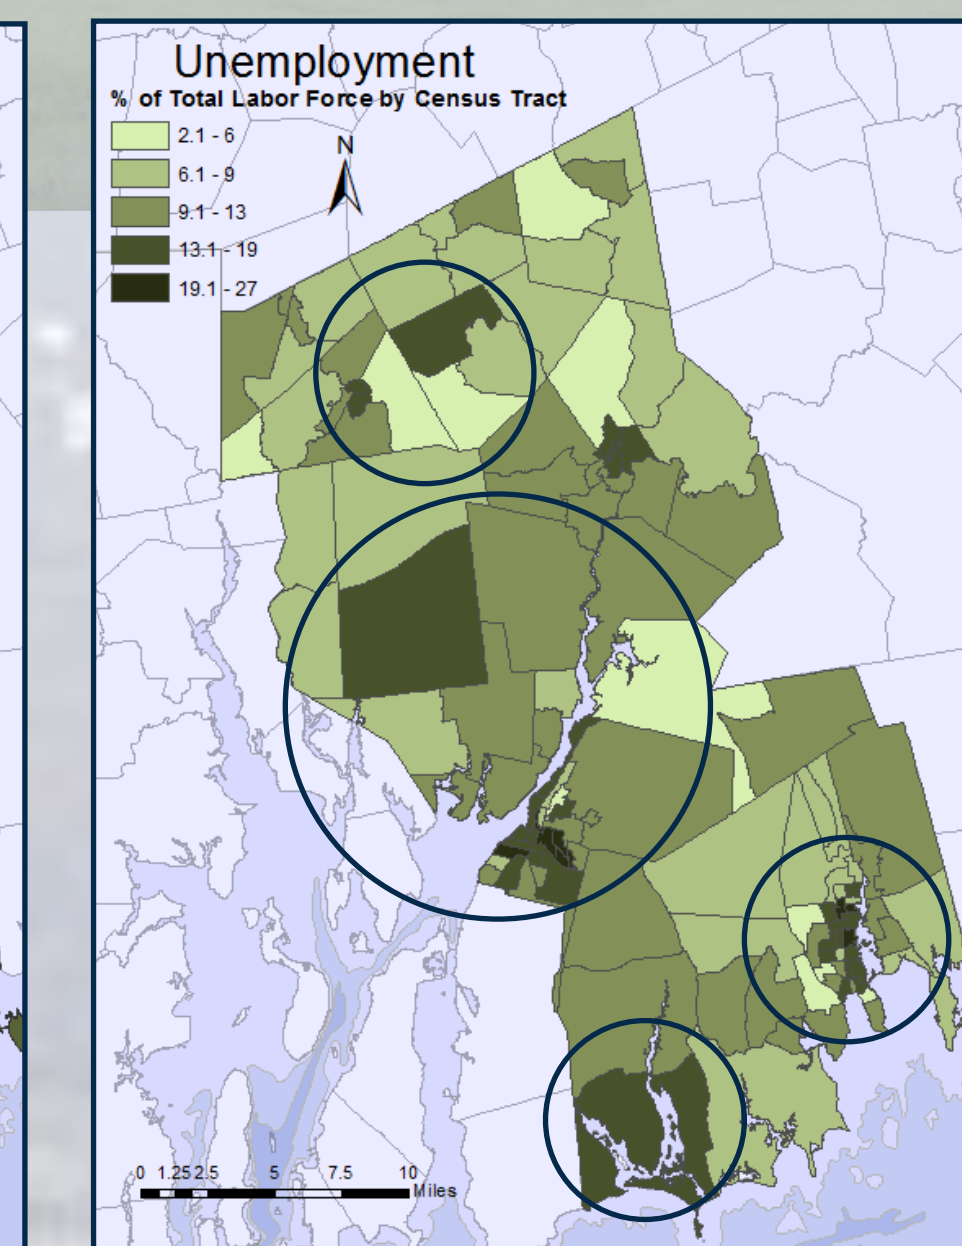 Unemployment
% of Total Labor Force by Census Tract
2.1 - 6
6.1 - 9
9.1 - 13
13.1 - 19
19.1 - 27
N
0 1.25 2.5 5 7.5 10
Miles